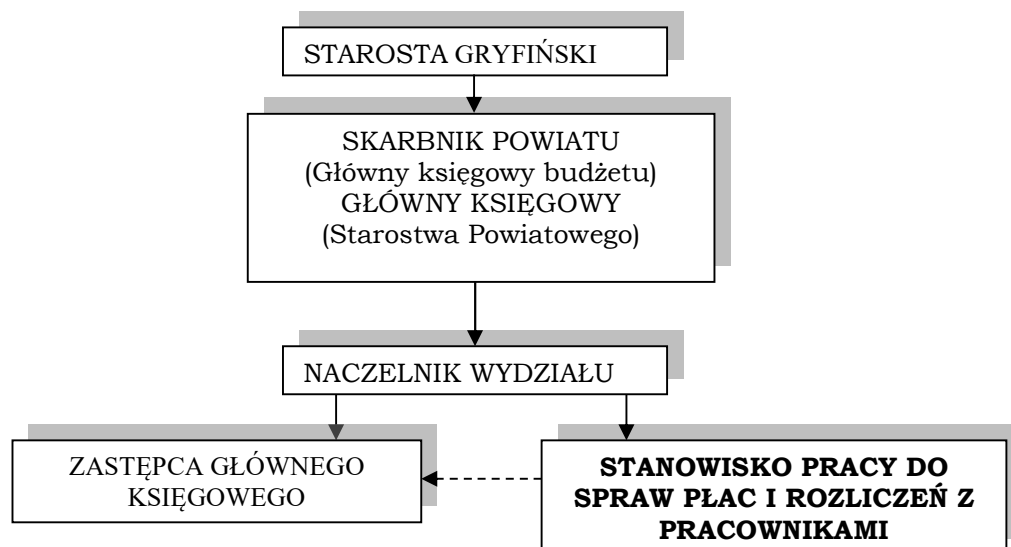 STAROSTA GRYFIŃSKI
SKARBNIK POWIATU
(Główny księgowy budżetu)
GŁÓWNY KSIĘGOWY
(Starostwa Powiatowego)
NACZELNIK WYDZIAŁU
ZASTĘPCA GŁÓWNEGO
KSIĘGOWEGO
STANOWISKO PRACY DO
SPRAW PŁAC I ROZLICZEŃ Z
PRACOWNIKAMI